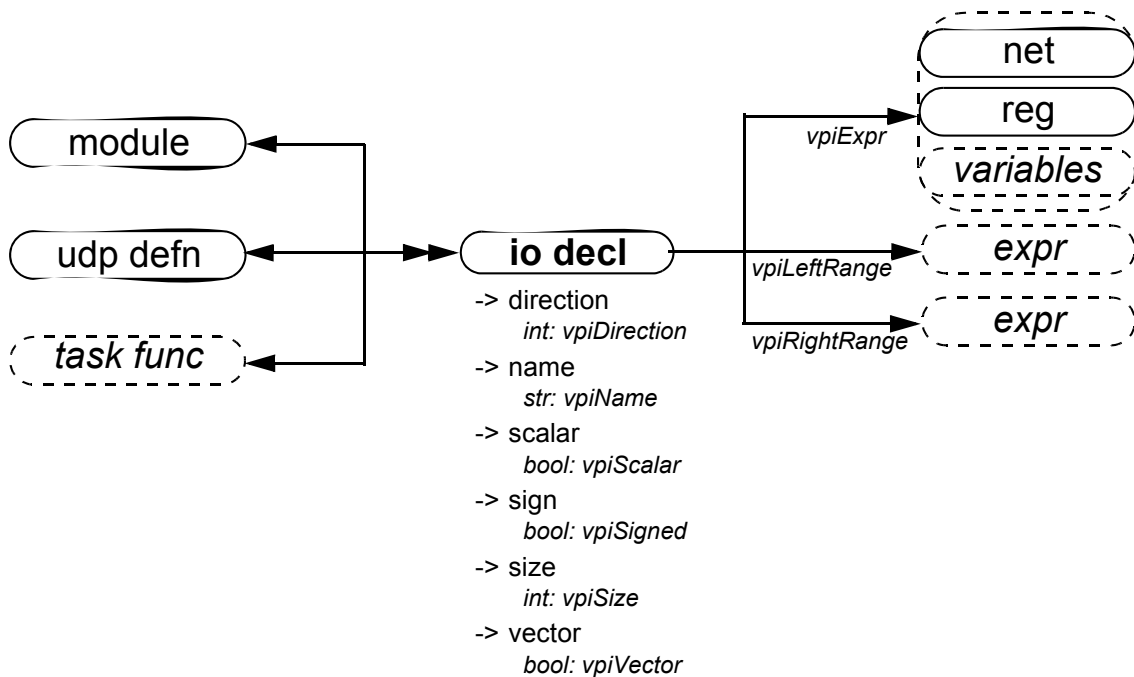 module
udp defn
task func
io decl
-> direction
int: vpiDirection
-> name
str: vpiName
-> scalar
bool: vpiScalar
-> sign
bool: vpiSigned
-> size
int: vpiSize
-> vector
bool: vpiVector
vpiExpr
net
reg
variables
vpiLeftRange
expr
vpiRightRange
expr